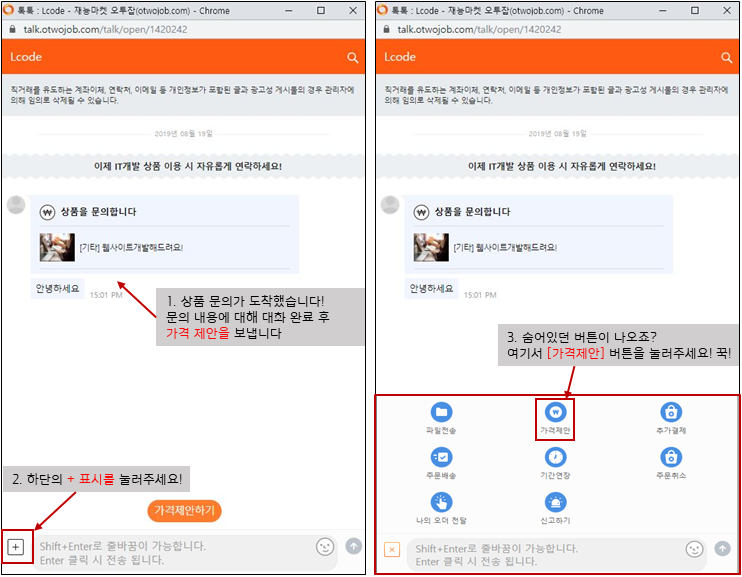 톡톡 : Lcode - 재능마켓 오투잡(otwojob.com) - Chrome
talk.otwojob.com/talk/open/1420242
Lcode
직거래를 유도하는 계좌이체, 연락처, 이메일 등 개인정보가 포함된 글과 광고성 게시물의 경우 관리자에
의해 임의로 삭제될 수 있습니다.
2019년 08월 19일
이제 IT개발 상품 이용 시 자유롭게 연락하세요!
상품을 문의합니다
[기타] 웹사이트개발해드려요!
안녕하세요
15:01 PM
1. 상품 문의가 도착했습니다!
문의 내용에 대해 대화 완료 후
가격 제안을 보냅니다
2. 하단의 + 표시를 눌러주세요!
가격제안하기
Shift+Enter로 줄바꿈이 가능합니다.
Enter 클릭 시 전송 됩니다.
톡톡 : Lcode - 재능마켓 오투잡(otwojob.com) - Chrome
talk.otwojob.com/talk/open/1420242
Lcode
직거래를 유도하는 계좌이체, 연락처, 이메일 등 개인정보가 포함된 글과 광고성 게시물의 경우 관리자에
의해 임의로 삭제될 수 있습니다.
2019년 08월 19일
이제 IT개발 상품 이용 시 자유롭게 연락하세요!
상품을 문의합니다
[기타] 웹사이트개발해드려요!
안녕하세요
15:01 PM
3. 숨어있던 버튼이 나오죠?
여기서 [가격제안] 버튼을 눌러주세요! 꾹!
파일전송 가격제안 추가결제
주문배송 기간연장 주문취소
나의 오더 전달 신고하기
Shift+Enter로 줄바꿈이 가능합니다.
Enter 클릭 시 전송 됩니다.